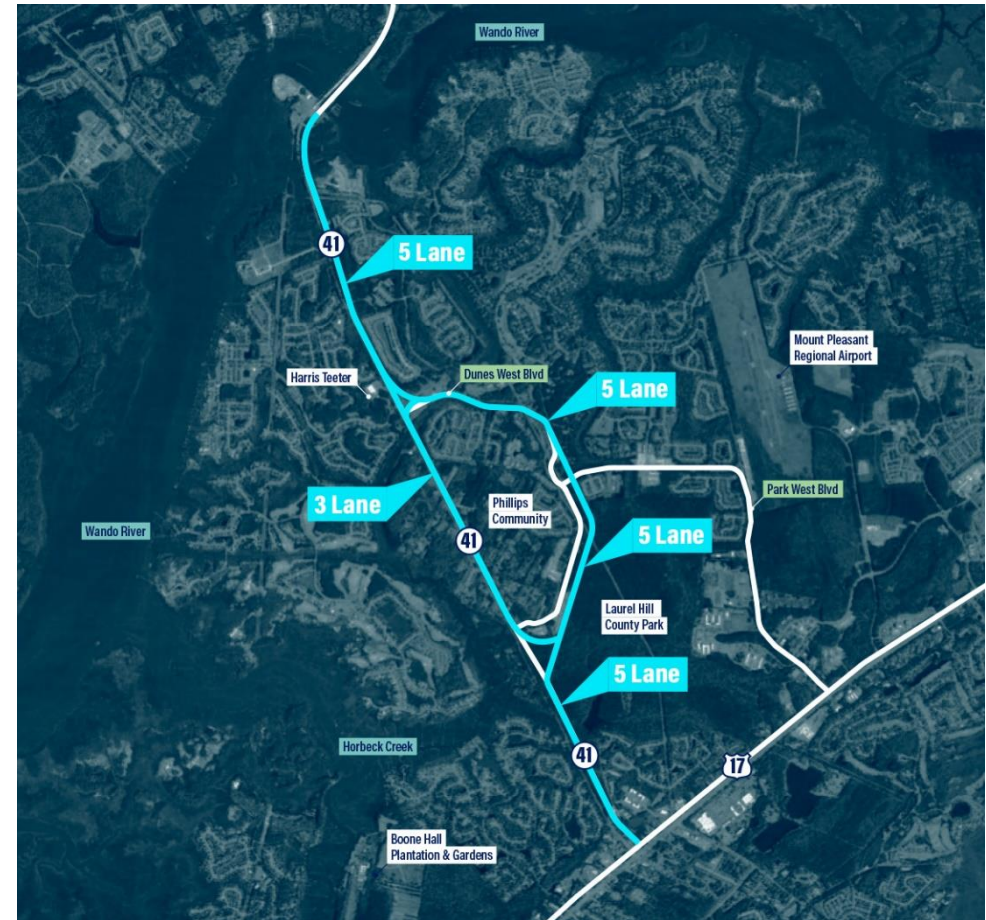 Wando River
41
5 Lane
Mount Pleasant
Regional Airport
Harris Teeter
Dunes West Blvd
5 Lane
3 Lane
Phillips
Community
Park West Blvd
Wando River
41
5 Lane
Laurel Hill
County Park
5 Lane
Horbeck Creek
41
17
Boone Hall
Plantation & Gardens